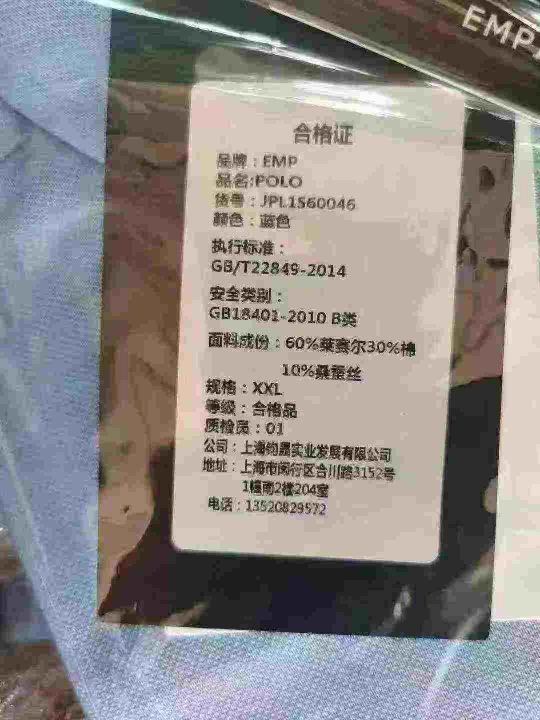 EMP
合格证
品牌：EMP
品名:POLO
货号：JPL1S60046
颜色：蓝色
执行标准：
GB/T22849-2014
安全类别：
GB18401-2010 B类
面料成份：60%莱赛尔30%棉
10%桑蚕丝
规格：XXL
等级：合格品
质检员：01
公司：上海钧晟实业发展有限公司
地址：上海市闵行区合川路3152号
1幢南2楼204室
电话：13520829572